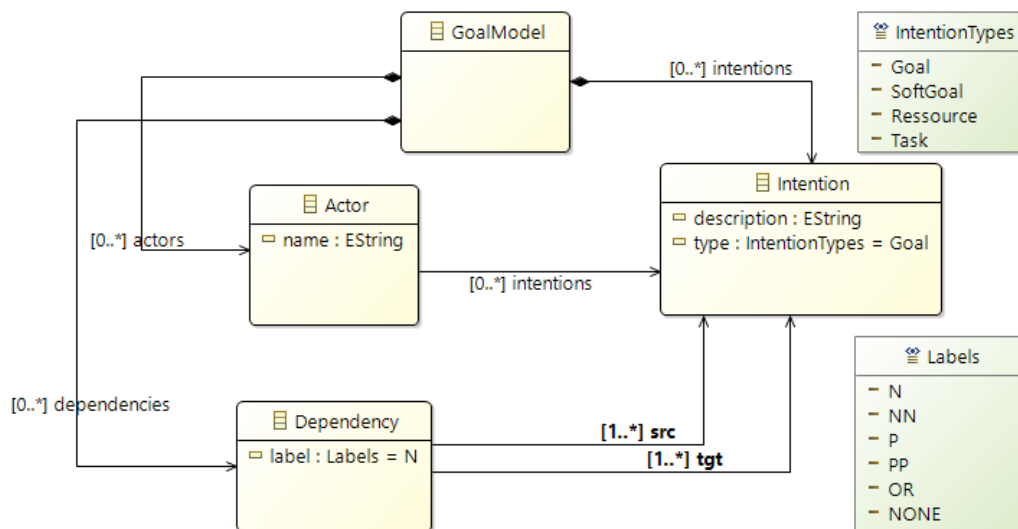 GoalModel
[0..*] intentions
IntentionTypes
Goal
SoftGoal
Ressource
Task
Intention
description : EString
type : IntentionTypes = Goal
Actor
name : EString
[0..*] actors
[0..*] intentions
Labels
N
NN
P
PP
OR
NONE
[0..*] dependencies
Dependency
label : Labels = N
[1..*] src
[1..*] tgt